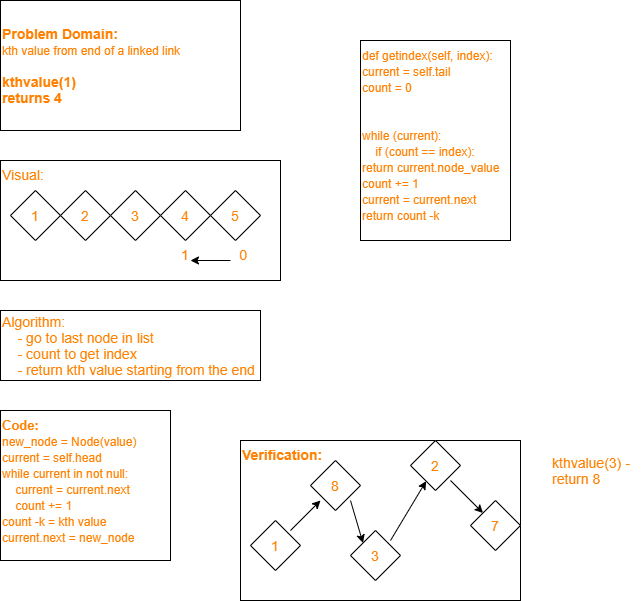 Problem Domain:
kth value from end of a linked link
kthvalue(1)
returns 4
def getindex(self, index):
current = self.tail
count = 0
while (current):
if (count == index):
return current.node_value
count += 1
current = current.next
return count -k
Visual:
1 2 3 4 5
1 0
Algorithm:
- go to last node in list
- count to get index
- return kth value starting from the end
Code:
new_node = Node(value)
current = self.head
while current in not null:
current = current.next
count += 1
count -k = kth value
current.next = new_node
Verification:
1
8
3
2
7
kthvalue(3) -
return 8